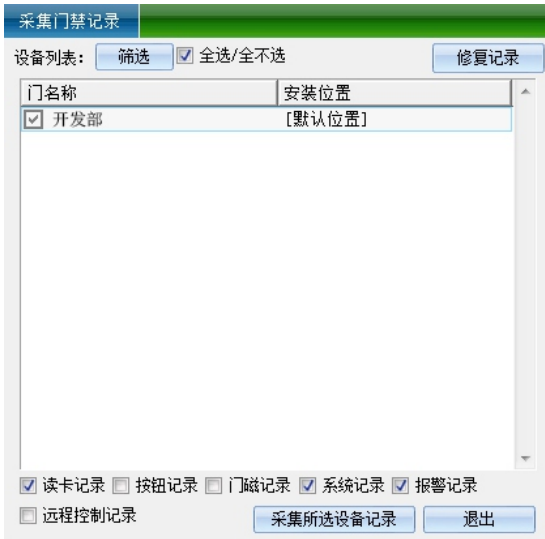 采集门禁记录
设备列表: 筛选 全选/全不选 修复记录
门名称 安装位置
开发部 [默认位置]
读卡记录 按钮记录 门磁记录 系统记录 报警记录
远程控制记录 采集所选设备记录 退出